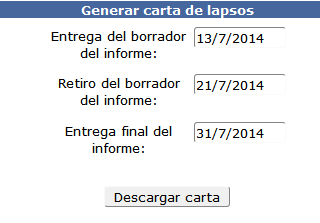 Generar carta de lapsos
Entrega del borrador 13/7/2014
del informe:
Retiro del borrador 21/7/2014
del informe:
Entrega final del 31/7/2014
informe:
Descargar carta